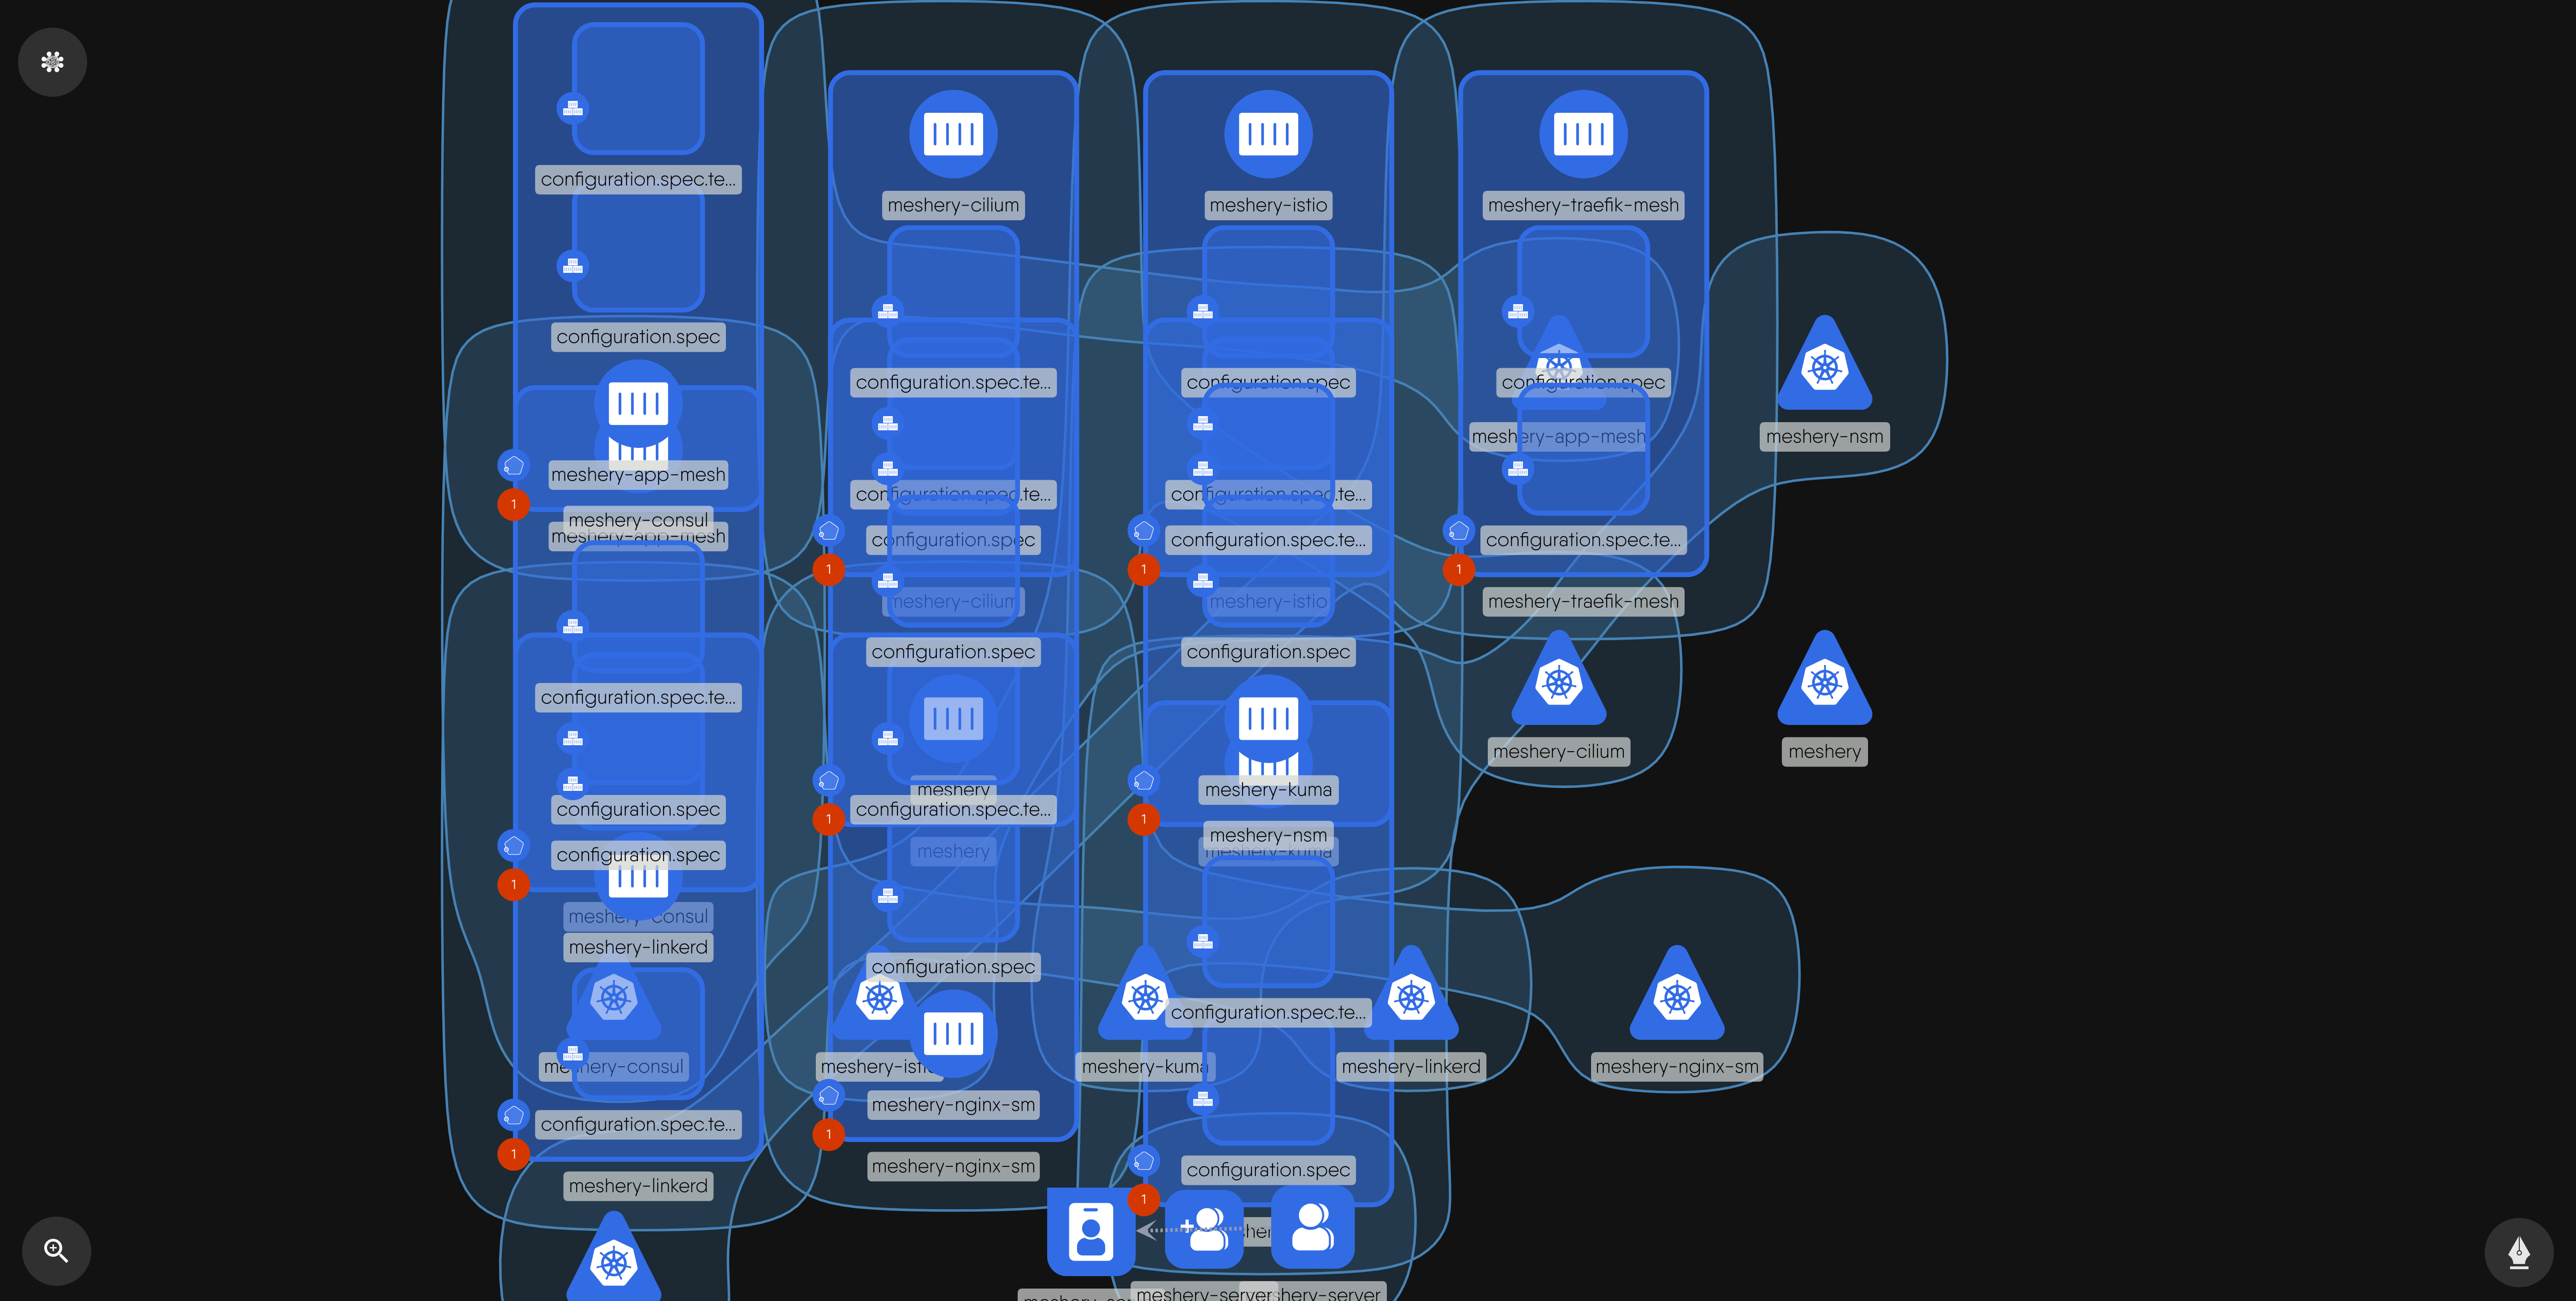 configuration.spec.te...
configuration.spec
meshery-app-mesh
1
meshery-consul
meshery-app-mesh
configuration.spec.te...
configuration.spec
1
configuration.spec
meshery-consul
meshery-linkerd
meshery-consul
configuration.spec.te...
1
meshery-linkerd
meshery-cilium
configuration.spec.te...
configuration.spec.te...
configuration.spec
1
meshery-cilium
configuration.spec
meshery
configuration.spec.te...
1
meshery
configuration.spec
meshery-isti
meshery-nginx-sm
1
meshery-nginx-sm
meshery-istio
configuration.spec
configuration.spec.te...
configuration.spec.te...
1
meshery-istio
configuration.spec
meshery-kuma
1
meshery-nsm
meshery-kuma
configuration.spec.te...
meshery-kuma
configuration.spec
1
meshery-server
shery-server
meshery-traefik-mesh
configuration.spec
meshery-app-mesh
configuration.spec.te...
1
meshery-traefik-mesh
meshery-nsm
meshery-cilium
meshery
meshery-linkerd
meshery-nginx-sm